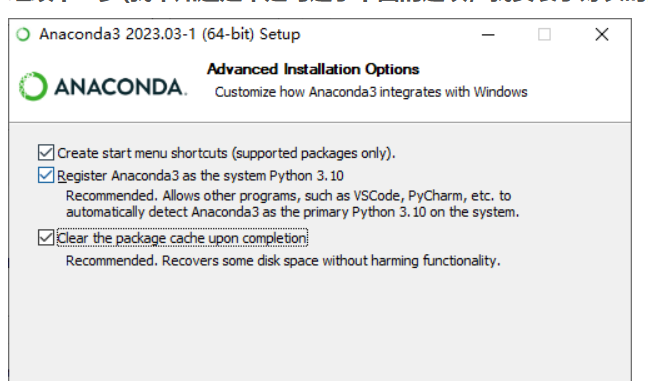 Anaconda3 2023.03-1 (64-bit) Setup
Advanced Installation Options
ANACONDA.
Customize how Anaconda3 integrates with Windows
Create start menu shortcuts (supported packages only).
Register Anaconda3 as the system Python 3.10
Recommended. Allows other programs, such as VSCode, PyCharm, etc. to
automatically detect Anaconda3 as the primary Python 3.10 on the system.
Clear the package cache upon completion
Recommended. Recovers some disk space without harming functionality.